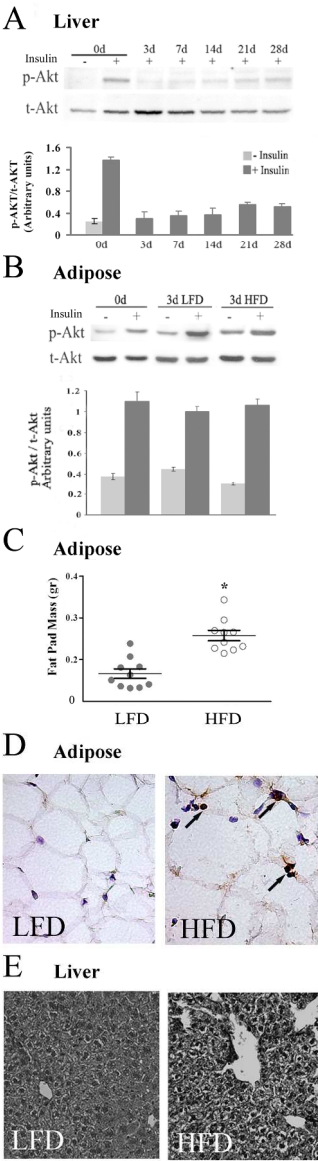 A Liver
0d 3d 7d 14d 21d 28d
Insulin - +
p-Akt
t-Akt
p-AKT/t-AKT
(Arbitrary units)
1.6
1.2
0.8
0.4
0
- Insulin
+ Insulin
0d 3d 7d 14d 21d 28d
B Adipose
0d 3d LFD 3d HFD
Insulin - + - + - +
p-Akt
t-Akt
p-Akt / t-Akt
Arbitrary units
1.2
1
0.8
0.6
0.4
0.2
0
C Adipose
Fat Pad Mass (gr)
0.4
0.3
0.2
0
*
LFD HFD
D Adipose
LFD HFD
E Liver
LFD HFD